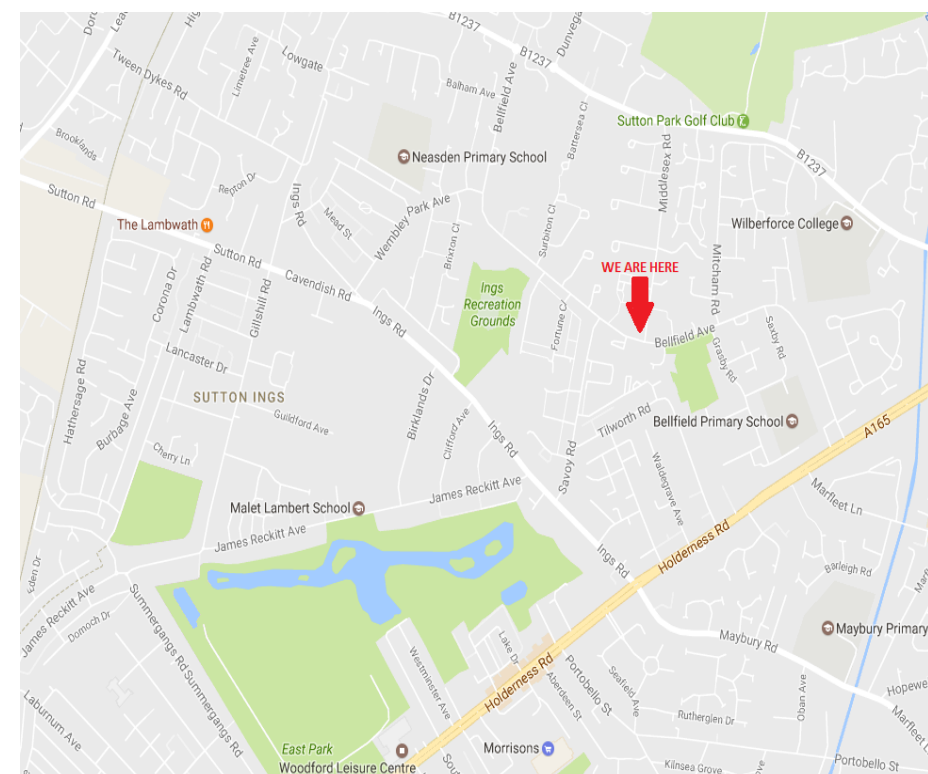 B1237
Lowgate
Tween Dykes Rd
Limetree Ave
Balham Ave
Bellfield Ave
B1237
Battersea Cl
Sutton Park Golf Club
Middlesex Rd
B1237
Brooklands
Neasden Primary School
Renton Dr
Sutton Rd
Ings Rd
Mead St
Wembley Park Ave
The Lambwath
Brixton Cl
Surbiton Cl
Wilberforce College
Sutton Rd
Cavendish Rd
Ings Rd
Corona Dr
Lambwath Rd
Gillshill Rd
WE ARE HERE
Mitcham Rd
Ings
Recreation
Grounds
Fortune Cl
Bellfield Ave
Saxby Rd
Grasby Rd
Lancaster Dr
Hathersage Rd
SUTTON INGS
Burbage Ave
Guildford Ave
Birklands Dr
Clifford Ave
Ings Rd
Tilworth Rd
Bellfield Primary School
A165
Savoy Rd
Cherry Ln
Waldegrave Ave
James Reckitt Ave
Malet Lambert School
Marfleet Ln
James Reckitt Ave
Holderness Rd
Ings Rd
Eden Dr
Barleigh Rd
James Reckitt Ave
Domoch Dr
Summergangs Rd
Summergangs Rd
Maybury Rd
Maybury Primary
Lake Dr
Westminster Ave
Holderness Rd
Aberdeen St
Portobello St
Seafield Ave
Oban Ave
Hopewe
Marfleet
Laburnum Ave
Rutherglen Dr
East Park
Woodford Leisure Centre
Morrisons
Kilnsea Grove
Portobello St